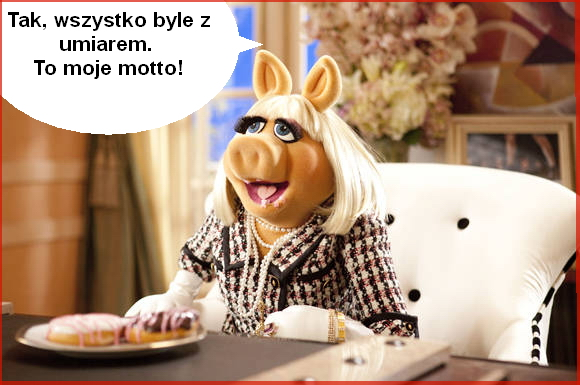 Tak, wszystko byle z
umiarem.
To moje motto!